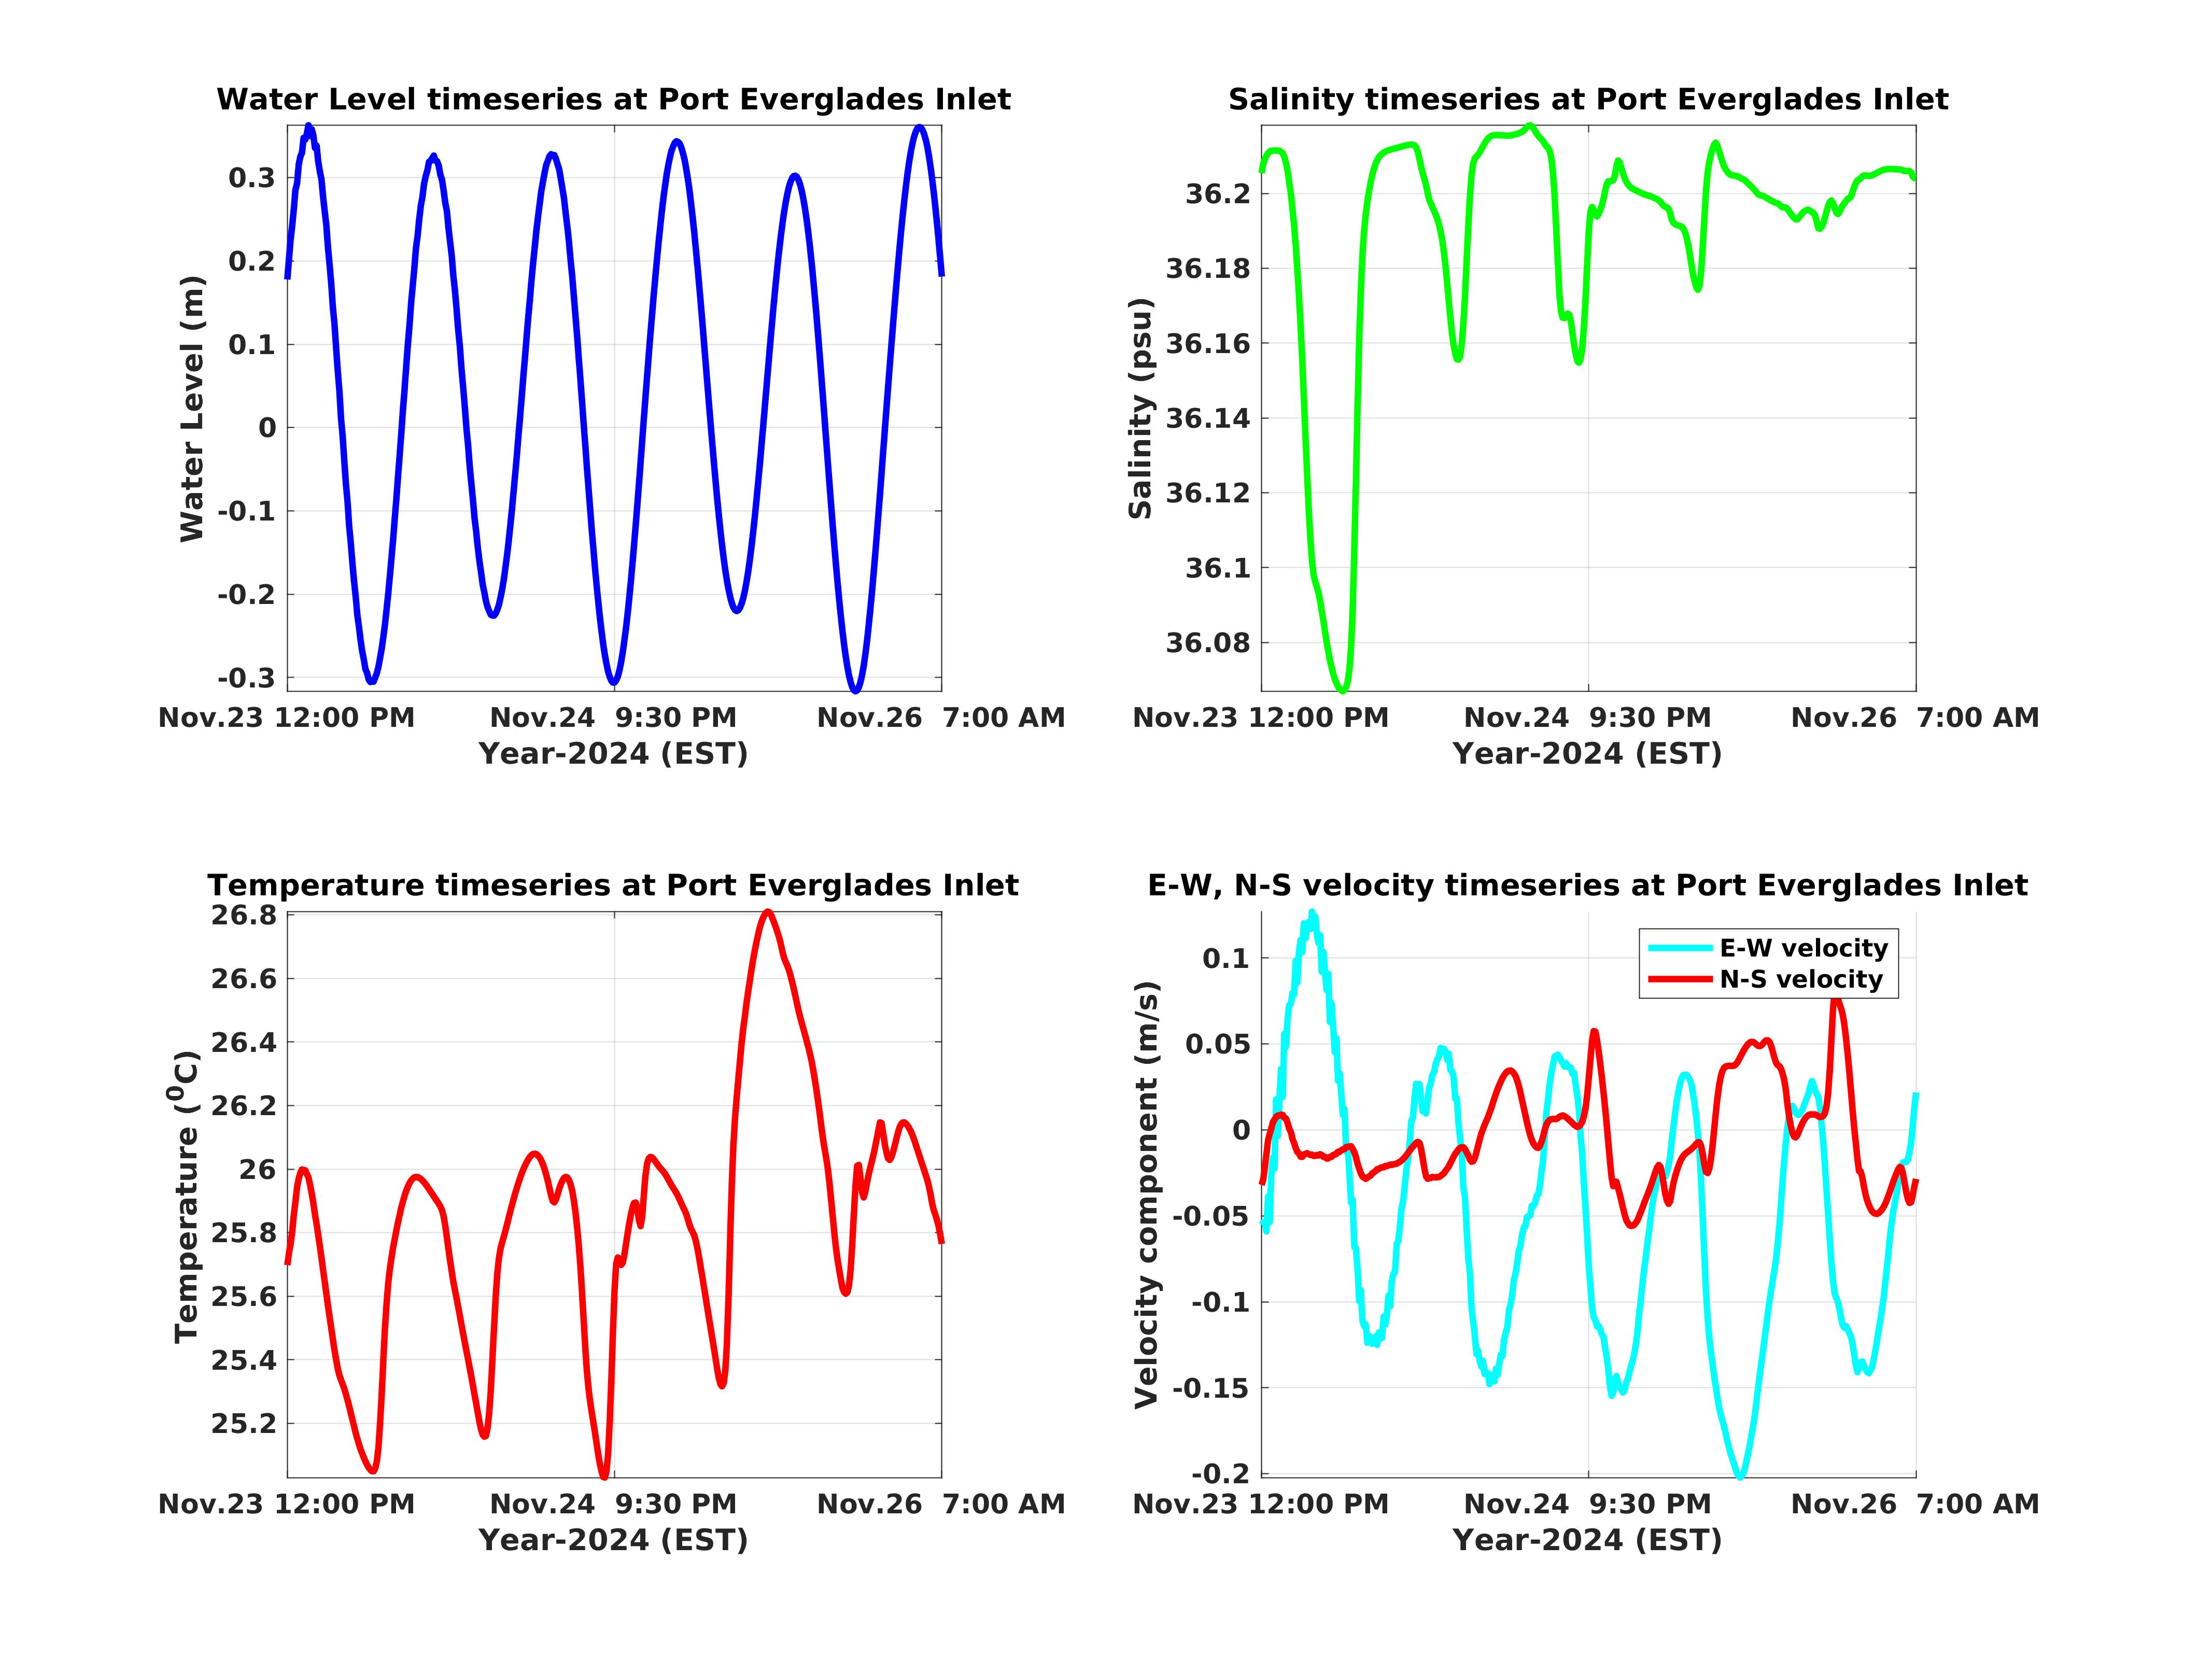 Water Level timeseries at Port Everglades Inlet
Water Level (m)
0.3
0.2
0.1
0
-0.1
-0.2
-0.3
Nov.23 12:00 PM
Nov.24 9:30 PM
Nov.26 7:00 AM
Year-2024 (EST)
Salinity timeseries at Port Everglades Inlet
Salinity (psu)
36.2
36.18
36.16
36.14
36.12
36.1
36.08
Nov.23 12:00 PM
Nov.24 9:30 PM
Nov.26 7:00 AM
Year-2024 (EST)
Temperature timeseries at Port Everglades Inlet
Temperature (⁰C)
26.8
26.6
26.4
26.2
26
25.8
25.6
25.4
25.2
Nov.23 12:00 PM
Nov.24 9:30 PM
Nov.26 7:00 AM
Year-2024 (EST)
E-W, N-S velocity timeseries at Port Everglades Inlet
Velocity component (m/s)
0.1
0.05
0
-0.05
-0.1
-0.15
-0.2
E-W velocity
N-S velocity
Nov.23 12:00 PM
Nov.24 9:30 PM
Nov.26 7:00 AM
Year-2024 (EST)